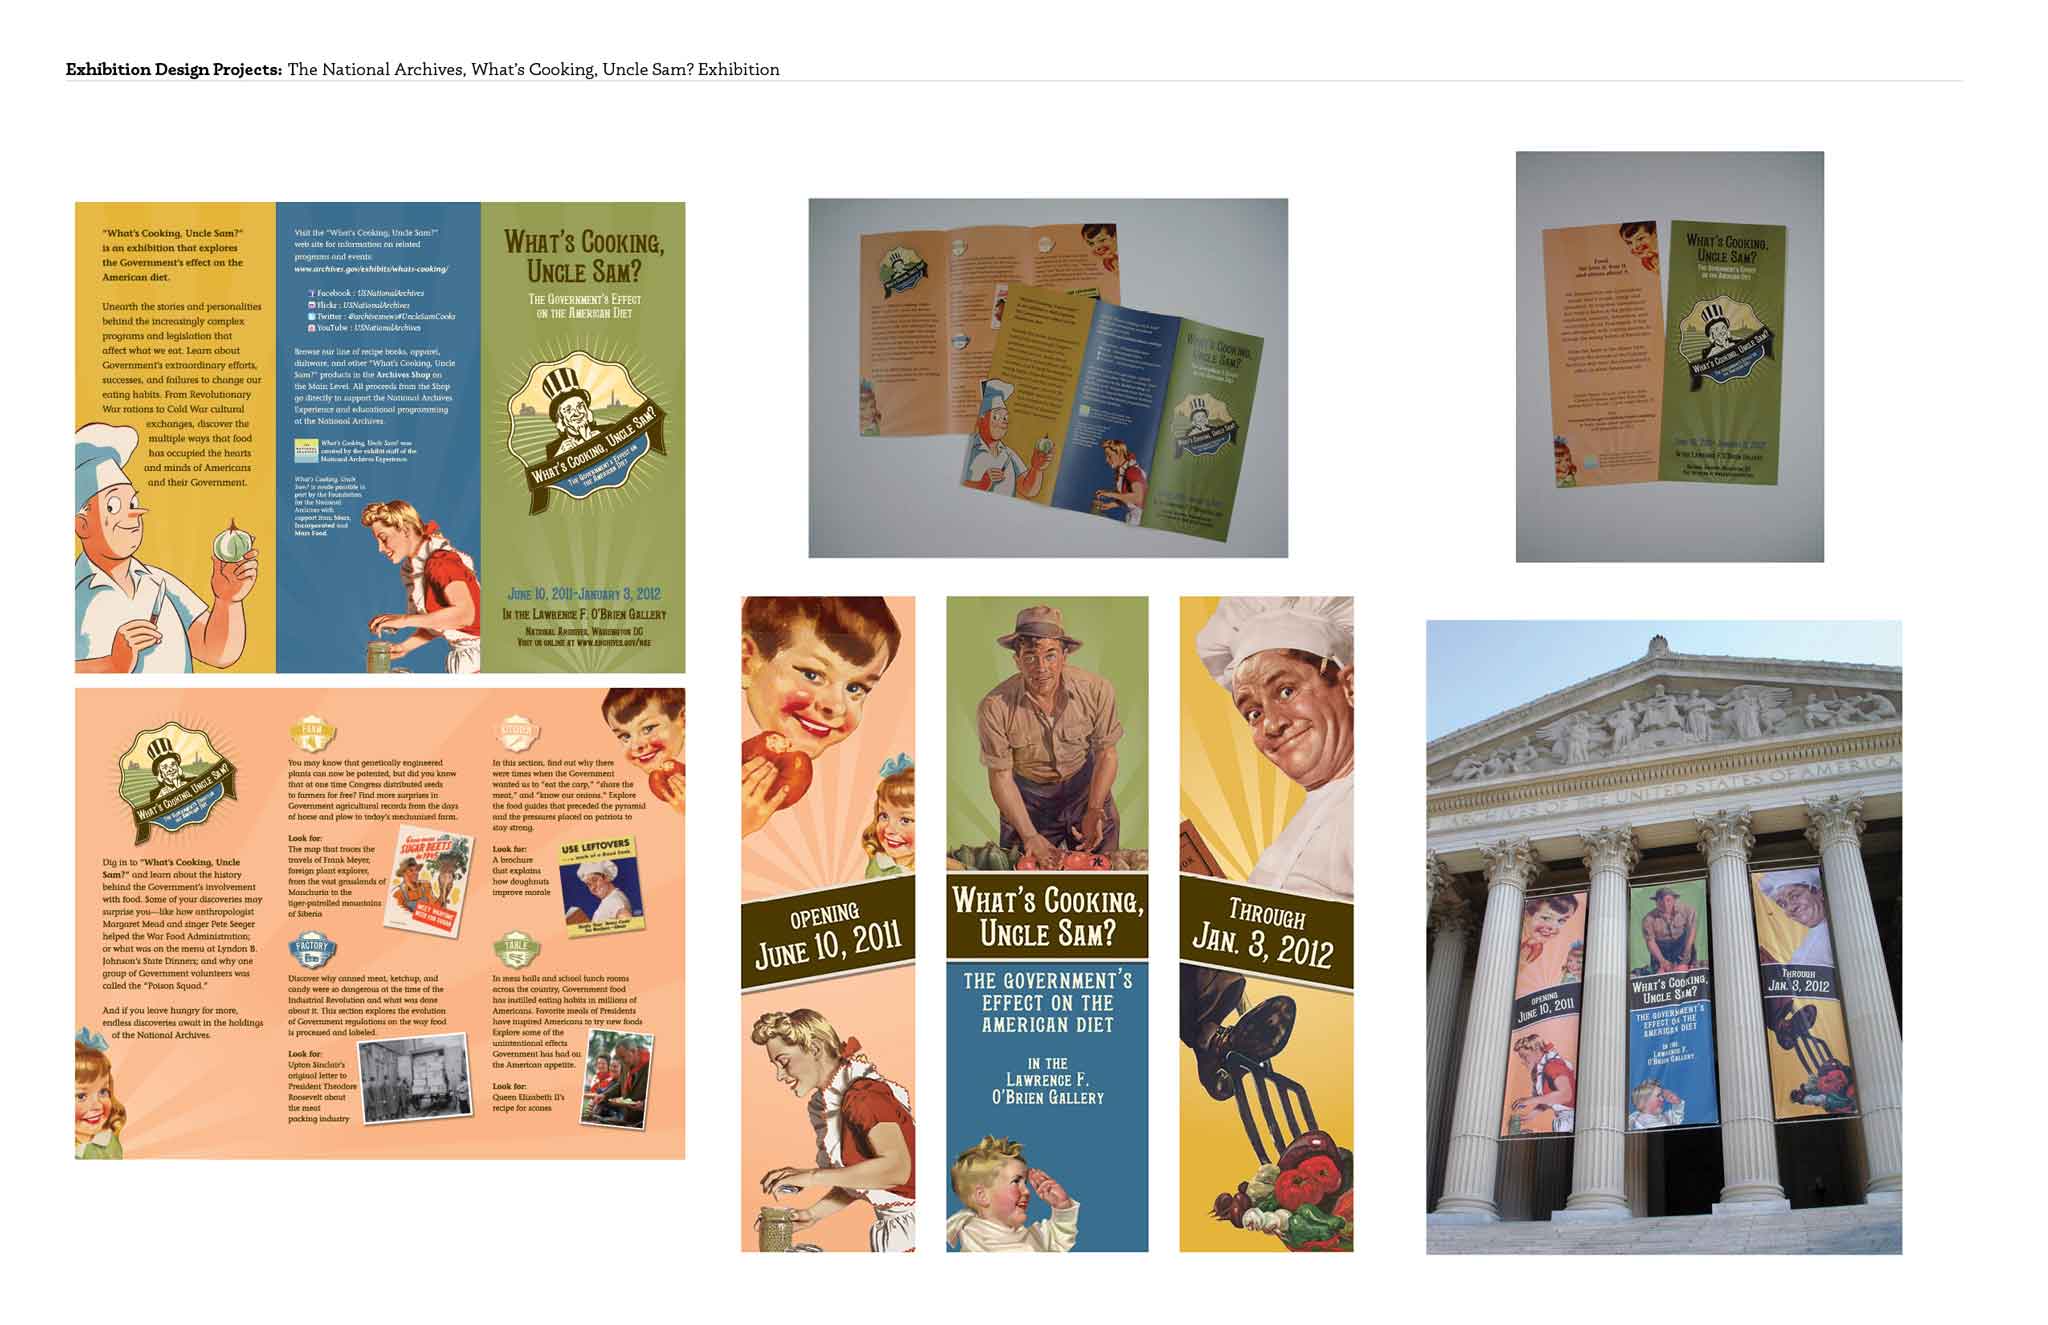 Exhibition Design Projects: The National Archives, What's Cooking, Uncle Sam? Exhibition
"What's Cooking, Uncle Sam?"
is an exhibition that explores
the Government's effect on the
American diet.
Unearth the stories and personalities
behind the increasingly complex
programs and legislation that
affect what we eat. Learn about
Government's extraordinary efforts,
successes, and failures to change our
eating habits. From Revolutionary
War rations to Cold War cultural
exchanges, discover the
multiple ways that food
has occupied the hearts
and minds of Americans
and their Government.
Visit the "What's Cooking, Uncle Sam?"
web site for information on related
programs and events:
www.archives.gov/exhibits/whats-cooking/
Facebook : USNationalArchives
Flickr : USNationalArchives
Twitter : @archivesnews#UncleSamCooks
YouTube : USNationalArchives
Browse our line of recipe books, apparel,
dishware, and other "What's Cooking, Uncle
Sam?" products in the Archives Shop on
the Main Level. All proceeds from the Shop
go directly to support the National Archives
Experience and educational programming
at the National Archives.
What's Cooking, Uncle Sam? was
created by the exhibit staff of the
National Archives Experience.
What's Cooking, Uncle
Sam? is made possible in
part by the Foundation
for the National
Archives with
support from Mars,
Incorporated and
Mars Food.
What's Cooking,
Uncle Sam?
The Government's Effect
on the American Diet
What's Cooking, Uncle Sam?
The Government's Effect on
the American Diet
June 10, 2011-January 3, 2012
In the Lawrence F. O'Brien Gallery
National Archives, Washington DC
Visit us online at www.archives.gov/nae
What's Cooking, Uncle Sam?
The Government's Effect on
the American Diet
Dig in to "What's Cooking, Uncle
Sam?" and learn about the history
behind the Government's involvement
with food. Some of your discoveries may
surprise you—like how anthropologist
Margaret Mead and singer Pete Seeger
helped the War Food Administration;
or what was on the menu at Lyndon B.
Johnson's State Dinners; and why one
group of Government volunteers was
called the "Poison Squad."
And if you leave hungry for more,
endless discoveries await in the holdings
of the National Archives.
FARM
You may know that genetically engineered
plants can now be patented, but did you know
that at one time Congress distributed seeds
to farmers for free? Find more surprises in
Government agricultural records from the days
of horse and plow to today's mechanized farm.
Look for:
The map that traces the
travels of Frank Meyer,
foreign plant explorer,
from the vast grasslands of
Manchuria to the
tiger-patrolled mountains
of Siberia
SUGAR BEETS
FACTORY
Discover why canned meat, ketchup, and
candy were so dangerous at the time of the
Industrial Revolution and what was done
about it. This section explores the evolution
of Government regulations on the way food
is processed and labeled.
Look for:
Upton Sinclair's
original letter to
President Theodore
Roosevelt about
the meat
packing industry
KITCHEN
In this section, find out why there
were times when the Government
wanted us to "eat the carp," "share the
meat," and "know our onions." Explore
the food guides that preceded the pyramid
and the pressures placed on patriots to
stay strong.
Look for:
A brochure
that explains
how doughnuts
improve morale
USE LEFTOVERS
TABLE
In mess halls and school lunch rooms
across the country, Government food
has instilled eating habits in millions of
Americans. Favorite meals of Presidents
have inspired Americans to try new foods
Explore some of the
unintentional effects
Government has had on
the American appetite.
Look for:
Queen Elizabeth II's
recipe for scones
What's Cooking,
Uncle Sam?
What's Cooking, Uncle Sam?
What's Cooking,
Uncle Sam?
The Government's Effect
on the American Diet
What's Cooking, Uncle Sam?
June 10, 2011-January 3, 2012
In the Lawrence F. O'Brien Gallery
Opening
June 10, 2011
What's Cooking,
Uncle Sam?
The Government's
Effect on the
American Diet
in the
Lawrence F.
O'Brien Gallery
Through
Jan. 3, 2012
ARCHIVES OF THE UNITED STATES OF AMERICA
Opening
June 10, 2011
What's Cooking,
Uncle Sam?
The Government's
Effect on the
American Diet
in the
Lawrence F.
O'Brien Gallery
Through
Jan. 3, 2012